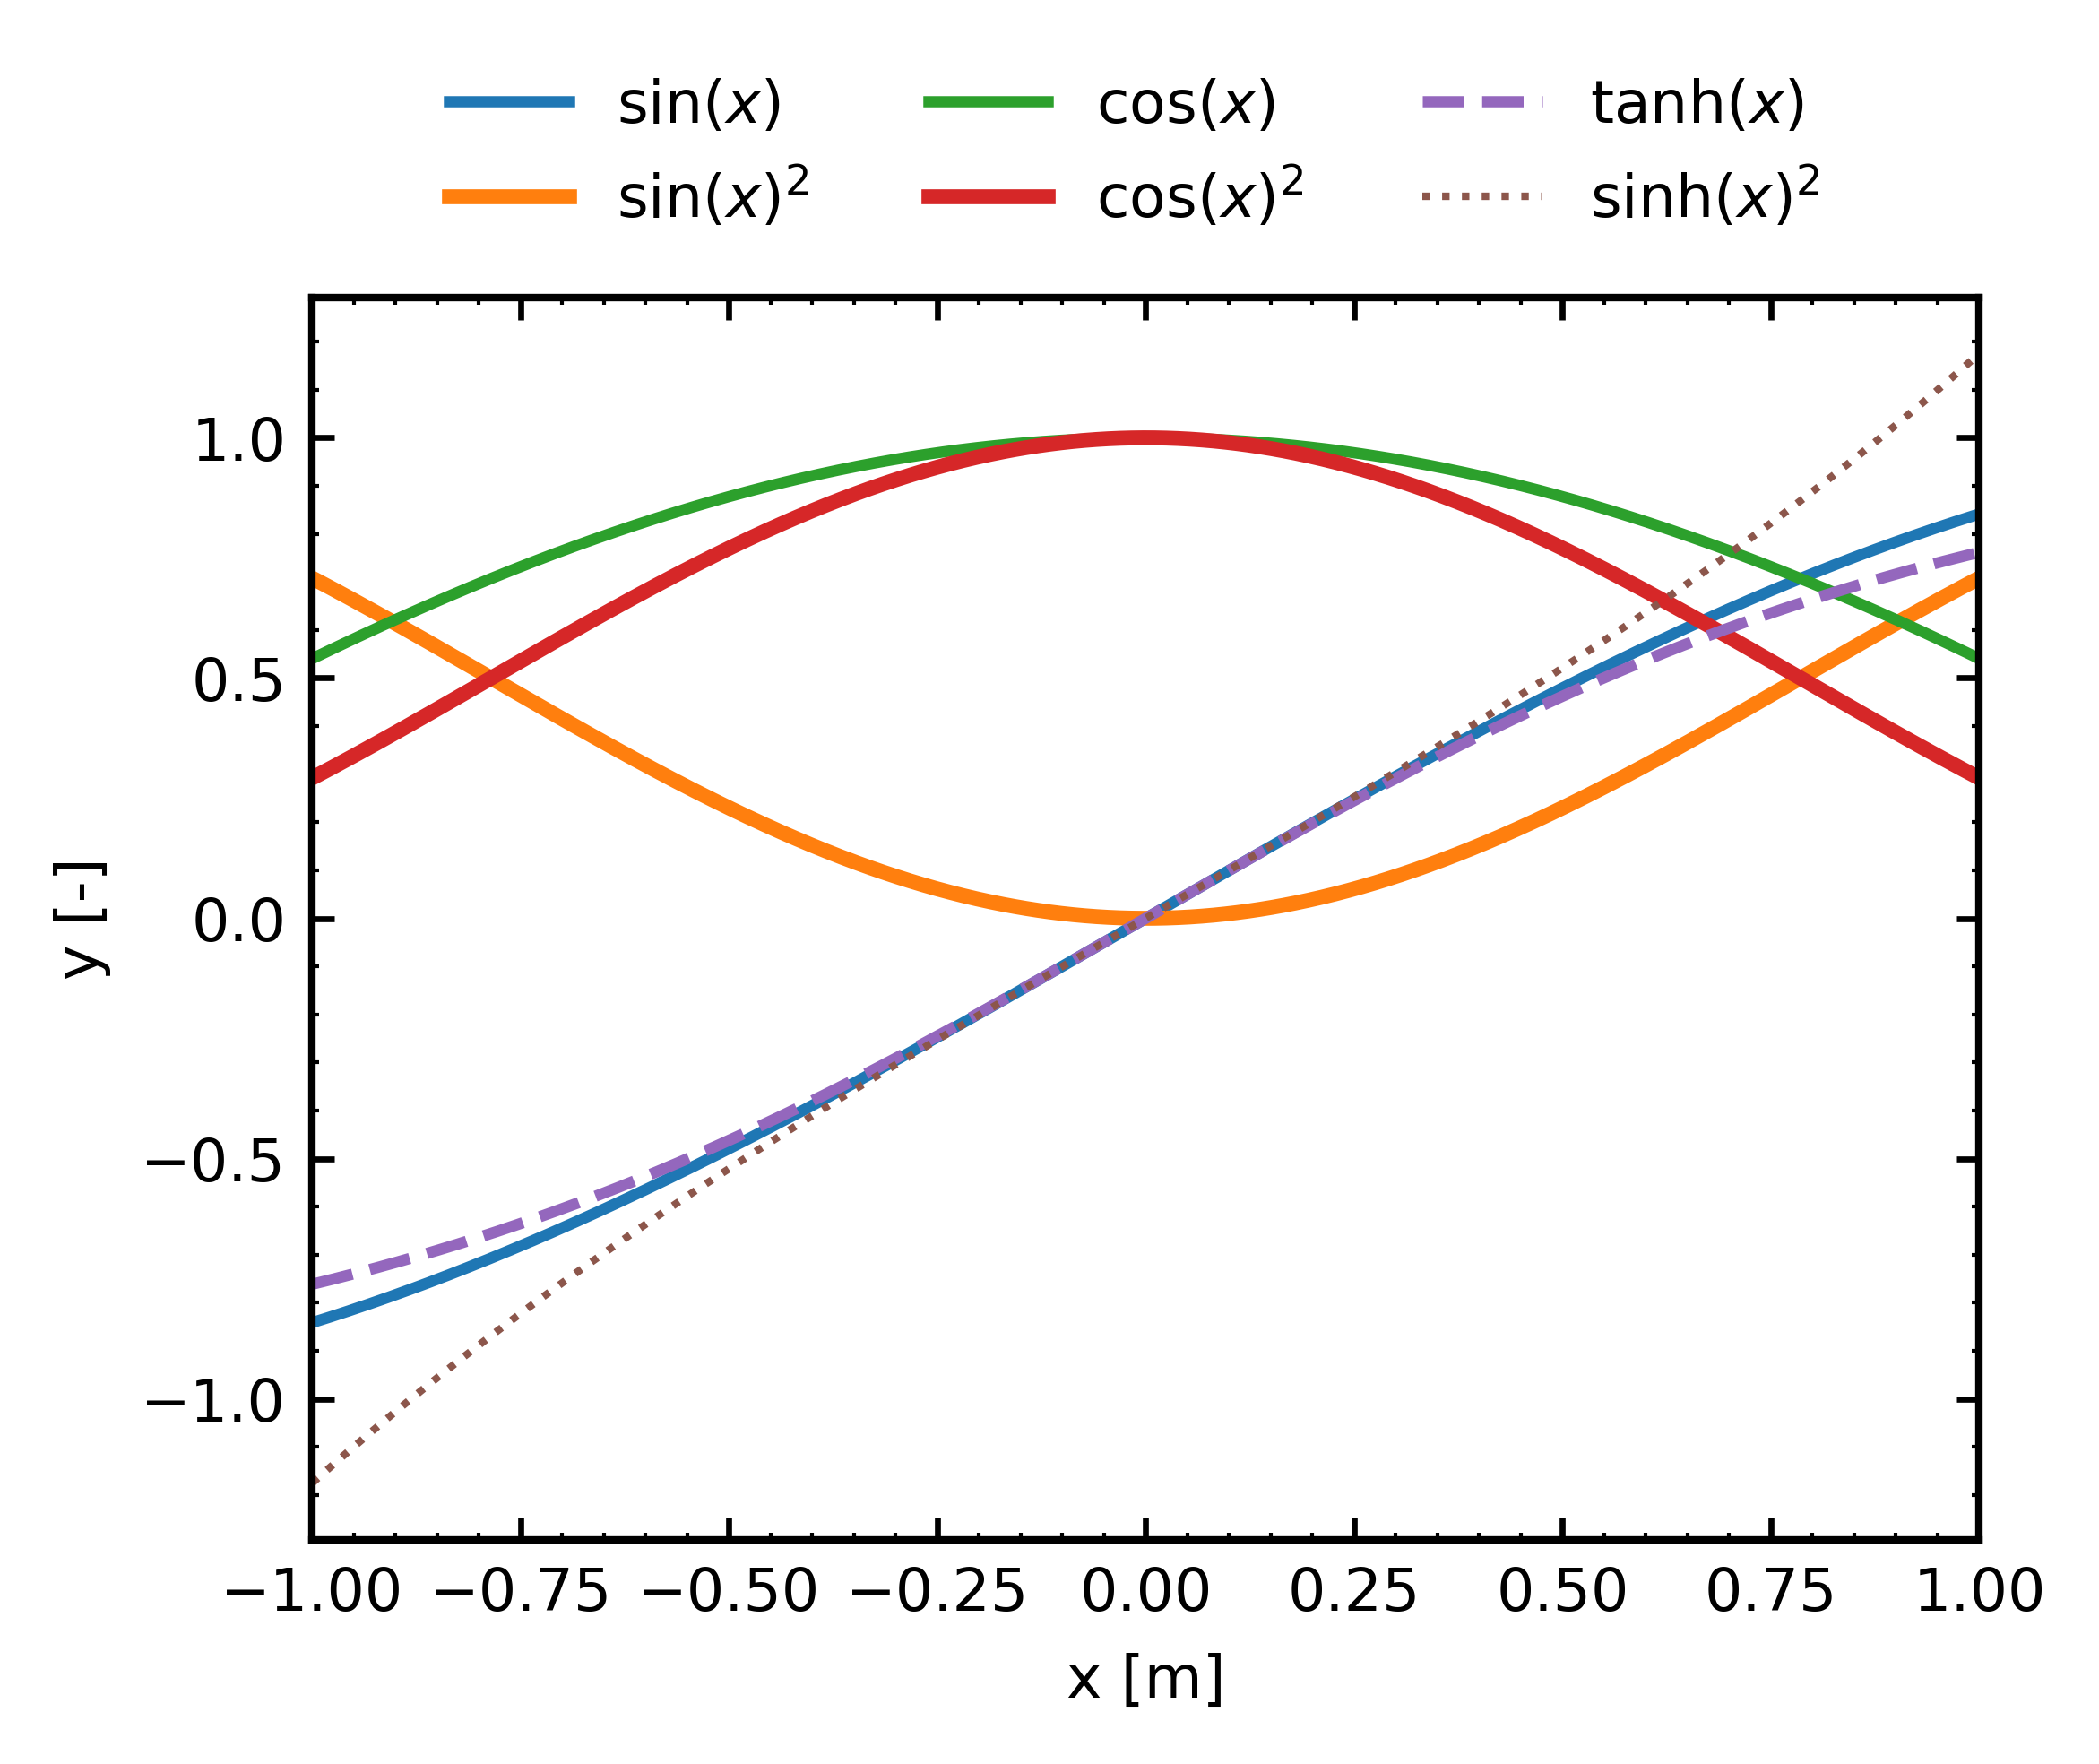 sin(x) cos(x) tanh(x)
sin(x)² cos(x)² sinh(x)²
1.0
0.5
0.0
−0.5
−1.0
y [-]
−1.00 −0.75 −0.50 −0.25 0.00 0.25 0.50 0.75 1.00
x [m]